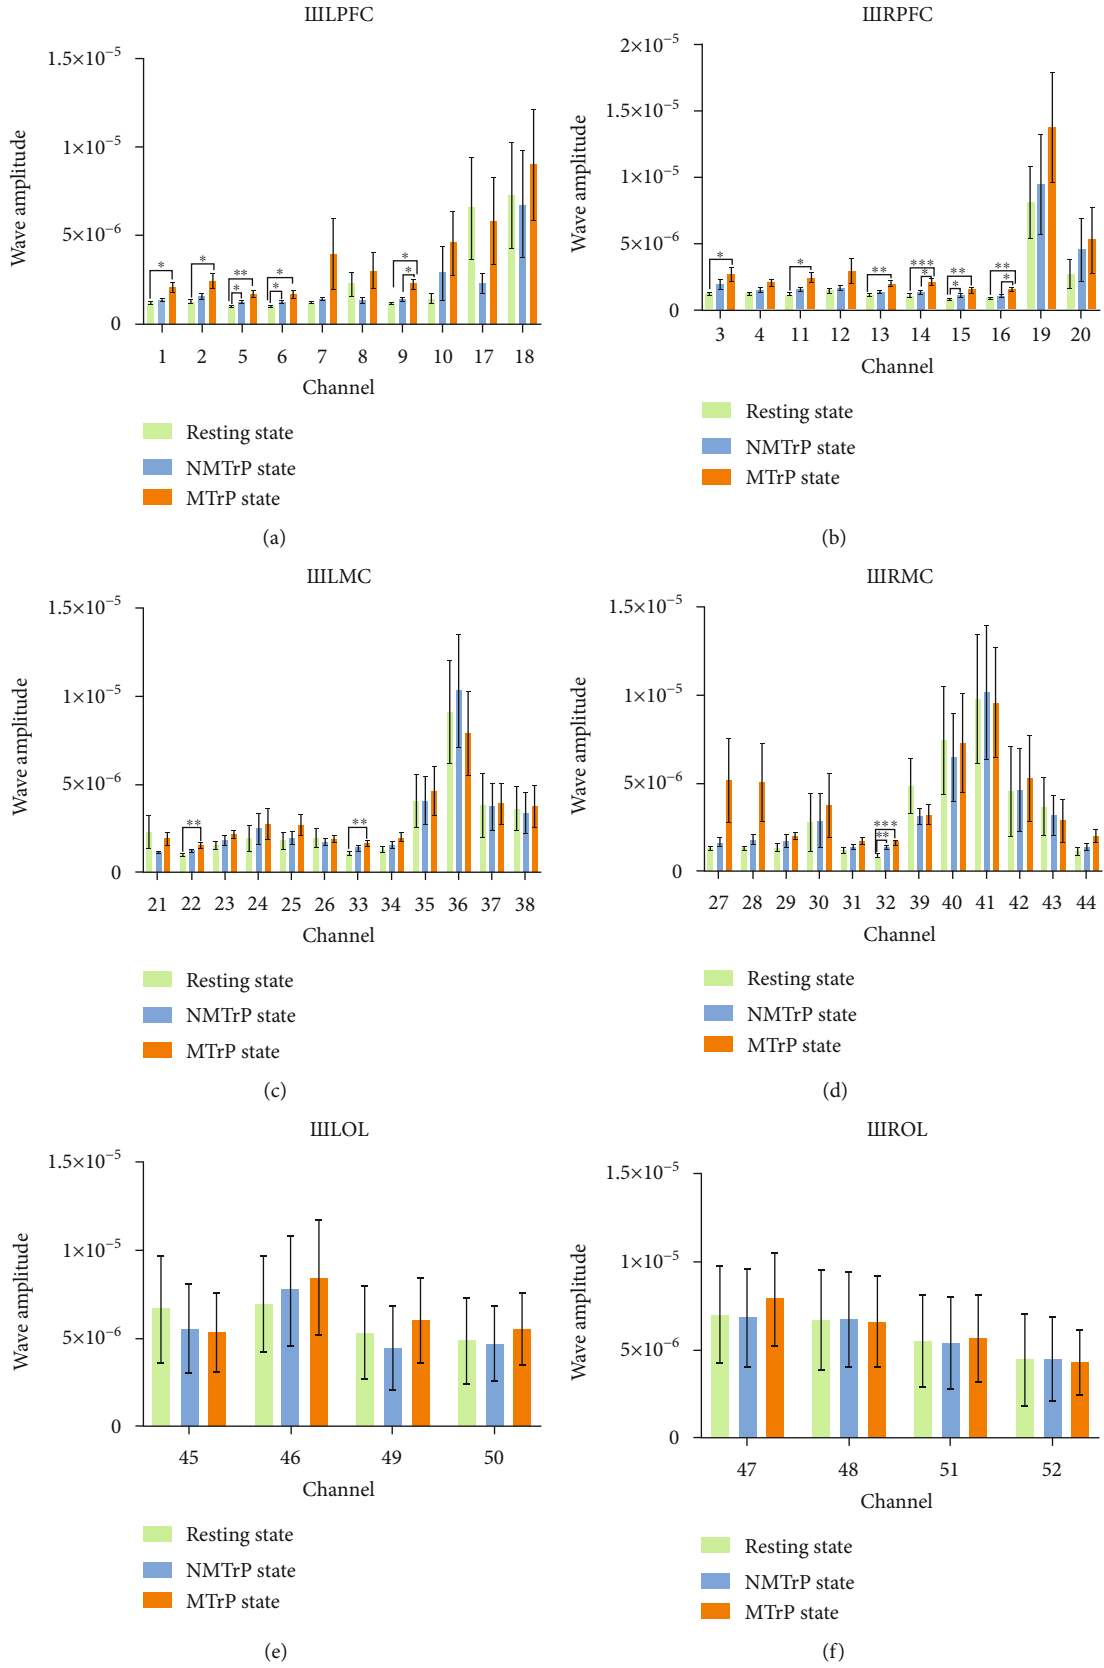 ШLPFC
Wave amplitude
1.5×10⁻⁵
1×10⁻⁵
5×10⁻⁶
0
* * ** * * * * *
1 2 5 6 7 8 9 10 17 18
Channel
Resting state
NMTrP state
MTrP state
(a)
ШRPFC
Wave amplitude
2×10⁻⁵
1.5×10⁻⁵
1×10⁻⁵
5×10⁻⁶
0
* * ** *** * ** * ** *
3 4 11 12 13 14 15 16 19 20
Channel
Resting state
NMTrP state
MTrP state
(b)
ШLMC
Wave amplitude
1.5×10⁻⁵
1×10⁻⁵
5×10⁻⁶
0
** **
21 22 23 24 25 26 33 34 35 36 37 38
Channel
Resting state
NMTrP state
MTrP state
(c)
ШRMC
Wave amplitude
1.5×10⁻⁵
1×10⁻⁵
5×10⁻⁶
0
*** **
27 28 29 30 31 32 39 40 41 42 43 44
Channel
Resting state
NMTrP state
MTrP state
(d)
ШLOL
Wave amplitude
1.5×10⁻⁵
1×10⁻⁵
5×10⁻⁶
0
45 46 49 50
Channel
Resting state
NMTrP state
MTrP state
(e)
ШROL
Wave amplitude
1.5×10⁻⁵
1×10⁻⁵
5×10⁻⁶
0
47 48 51 52
Channel
Resting state
NMTrP state
MTrP state
(f)